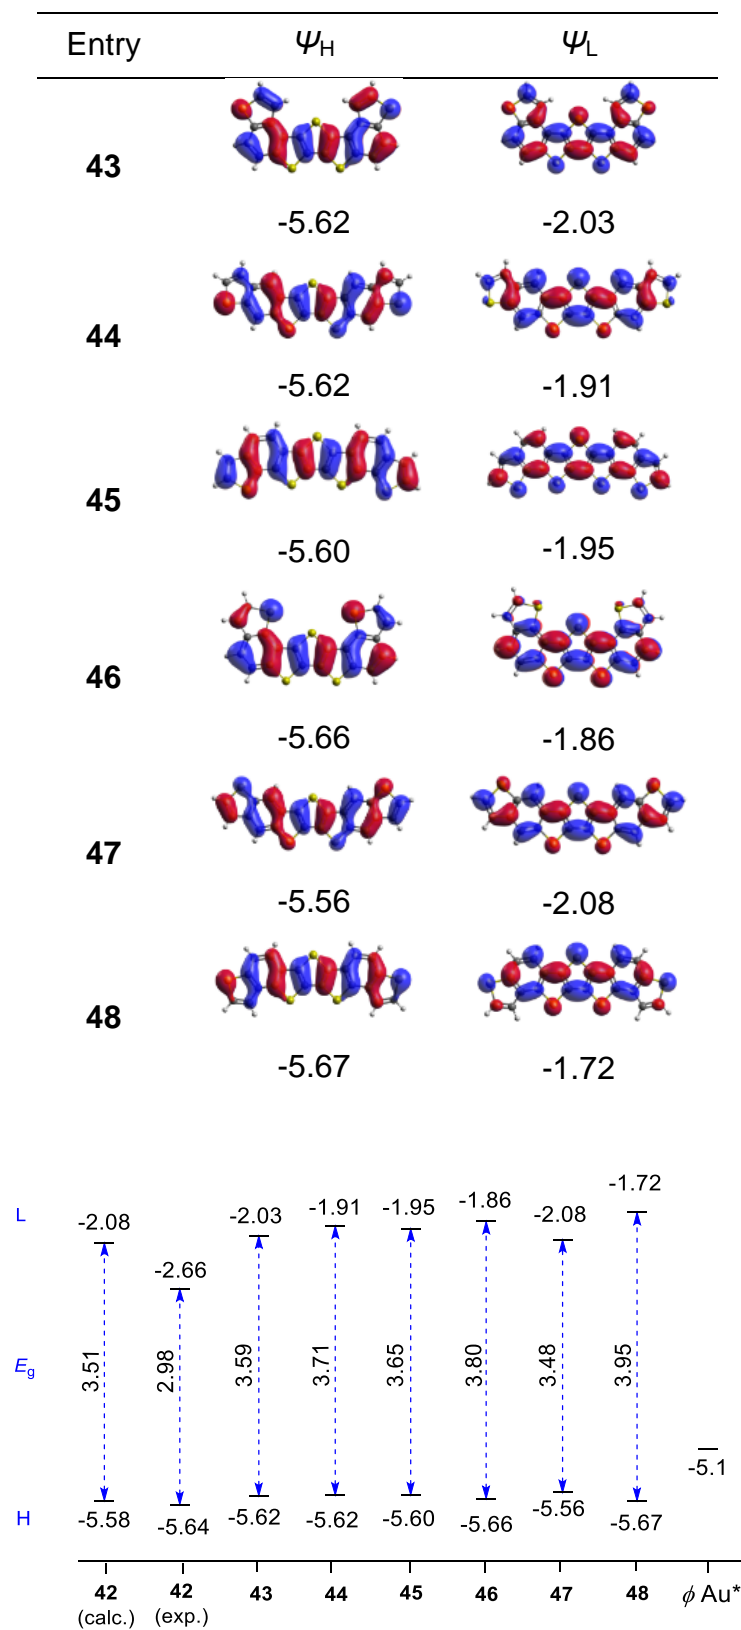 Entry ΨH ΨL
43
-5.62 -2.03
44
-5.62 -1.91
45
-5.60 -1.95
46
-5.66 -1.86
47
-5.56 -2.08
48
-5.67 -1.72
L -2.08 -2.66 -2.03 -1.91 -1.95 -1.86 -2.08 -1.72
Eg 3.51 2.98 3.59 3.71 3.65 3.80 3.48 3.95
-5.1
H -5.58 -5.64 -5.62 -5.62 -5.60 -5.66 -5.56 -5.67
42 42 43 44 45 46 47 48 ϕ Au*
(calc.) (exp.)